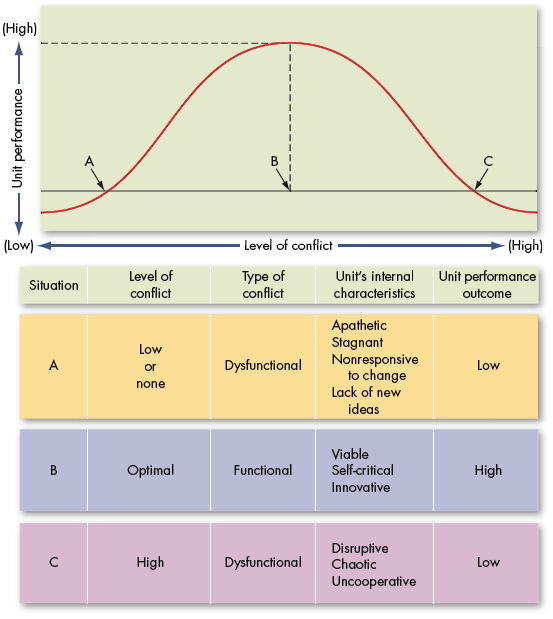 (High)
Unit performance
A
B
C
(Low)
Level of conflict
(High)
Situation
Level of
conflict
Type of
conflict
Unit's internal
characteristics
Unit performance
outcome
A
Low
or
none
Dysfunctional
Apathetic
Stagnant
Nonresponsive
to change
Lack of new
ideas
Low
B
Optimal
Functional
Viable
Self-critical
Innovative
High
C
High
Dysfunctional
Disruptive
Chaotic
Uncooperative
Low